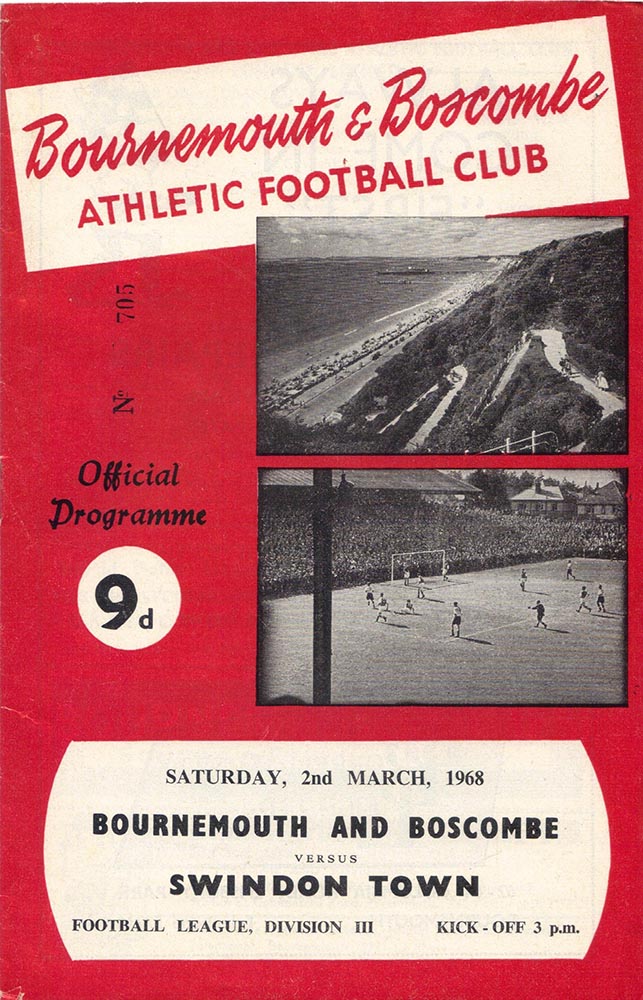 Bournemouth & Boscombe
ATHLETIC FOOTBALL CLUB
No 705
Official
Programme
9d
SATURDAY, 2nd MARCH, 1968
BOURNEMOUTH AND BOSCOMBE
VERSUS
SWINDON TOWN
FOOTBALL LEAGUE, DIVISION III KICK-OFF 3 p.m.